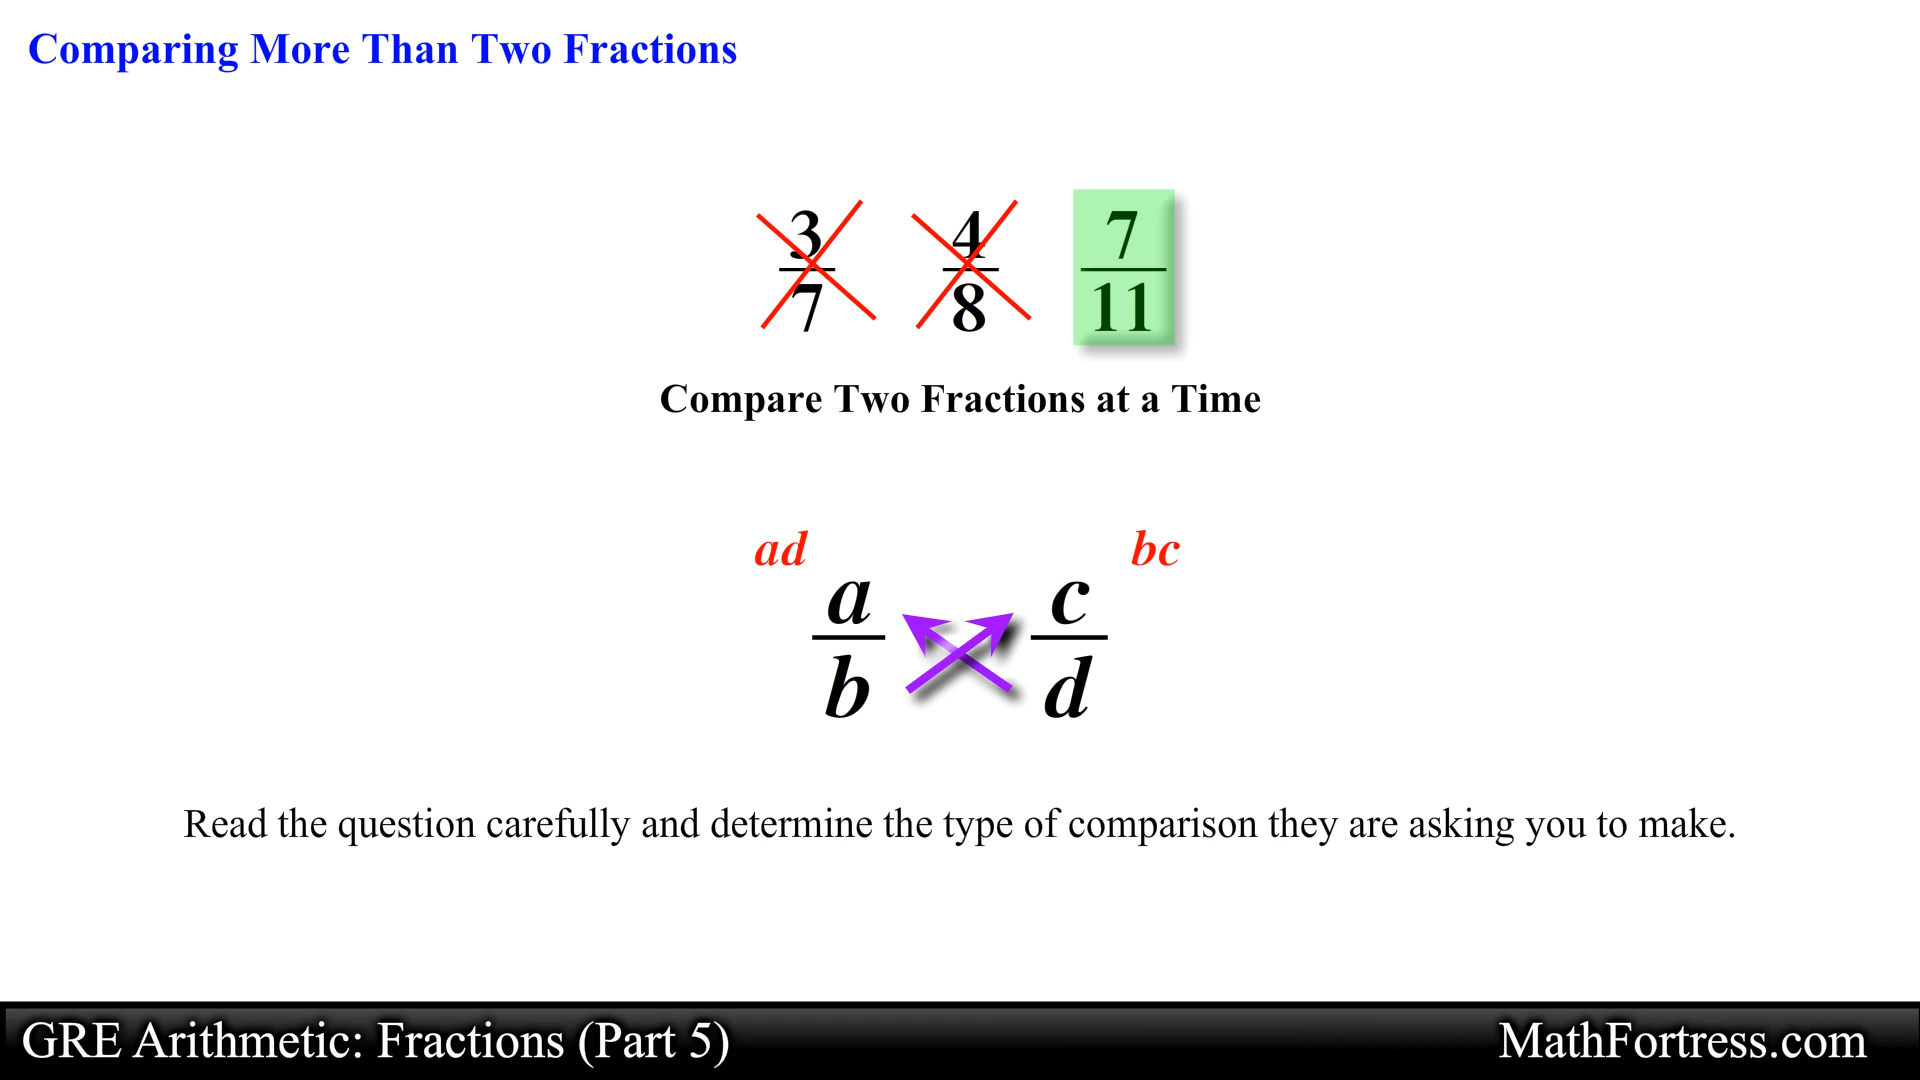 Comparing More Than Two Fractions
3 4 7
7 8 11
Compare Two Fractions at a Time
ad bc
a c
b d
Read the question carefully and determine the type of comparison they are asking you to make.
GRE Arithmetic: Fractions (Part 5) MathFortress.com